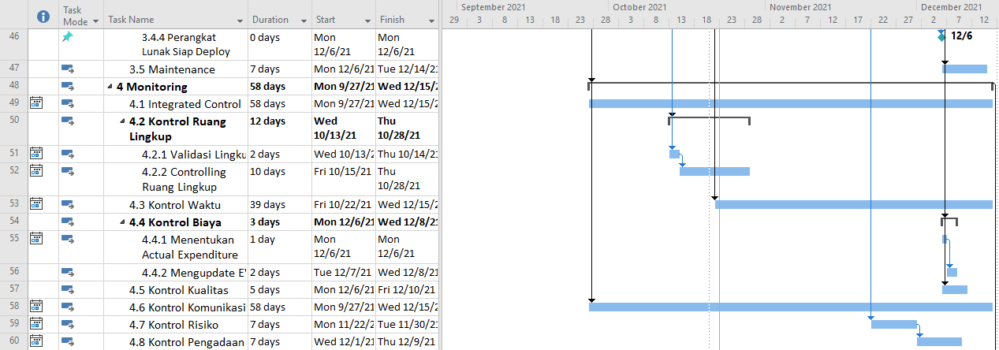 September 2021 October 2021 November 2021 December 2021
Task Mode Task Name Duration Start Finish
29 3 8 13 18 23 28 3 8 13 18 23 28 2 7 12 17 22 27 2 7 12
46 3.4.4 Perangkat 0 days Mon Mon
Lunak Siap Deploy 12/6/21 12/6/21
12/6
47 3.5 Maintenance 7 days Mon 12/6/21 Tue 12/14/21
48 4 Monitoring 58 days Mon 9/27/21 Wed 12/15/2
49 4.1 Integrated Control 58 days Mon 9/27/21 Wed 12/15/2
50 4.2 Kontrol Ruang 12 days Wed Thu
Lingkup 10/13/21 10/28/21
51 4.2.1 Validasi Lingku 2 days Wed 10/13/2 Thu 10/14/21
52 4.2.2 Controlling 10 days Fri 10/15/21 Thu
Ruang Lingkup 10/28/21
53 4.3 Kontrol Waktu 39 days Fri 10/22/21 Wed 12/15/2
54 4.4 Kontrol Biaya 3 days Mon 12/6/21 Wed 12/8/21
55 4.4.1 Menentukan 1 day Mon Mon
Actual Expenditure 12/6/21 12/6/21
56 4.4.2 Mengupdate EV 2 days Tue 12/7/21 Wed 12/8/21
57 4.5 Kontrol Kualitas 5 days Mon 12/6/21 Fri 12/10/21
58 4.6 Kontrol Komunikasi 58 days Mon 9/27/21 Wed 12/15/2
59 4.7 Kontrol Risiko 7 days Mon 11/22/2 Tue 11/30/21
60 4.8 Kontrol Pengadaan 7 days Wed 12/1/21 Thu 12/9/21